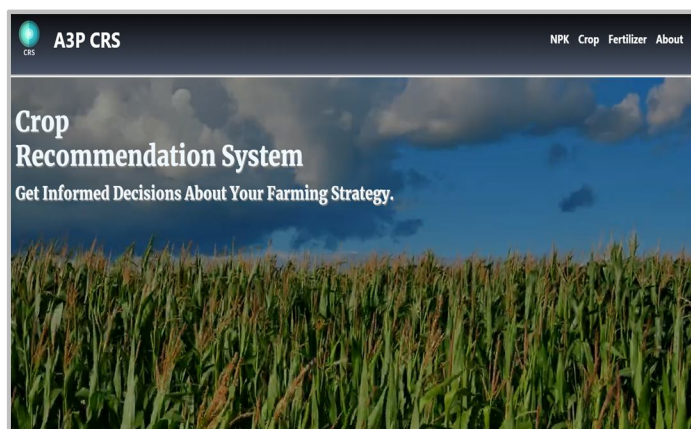 CRS
A3P CRS
NPK Crop Fertilizer About
Crop
Recommendation System
Get Informed Decisions About Your Farming Strategy.